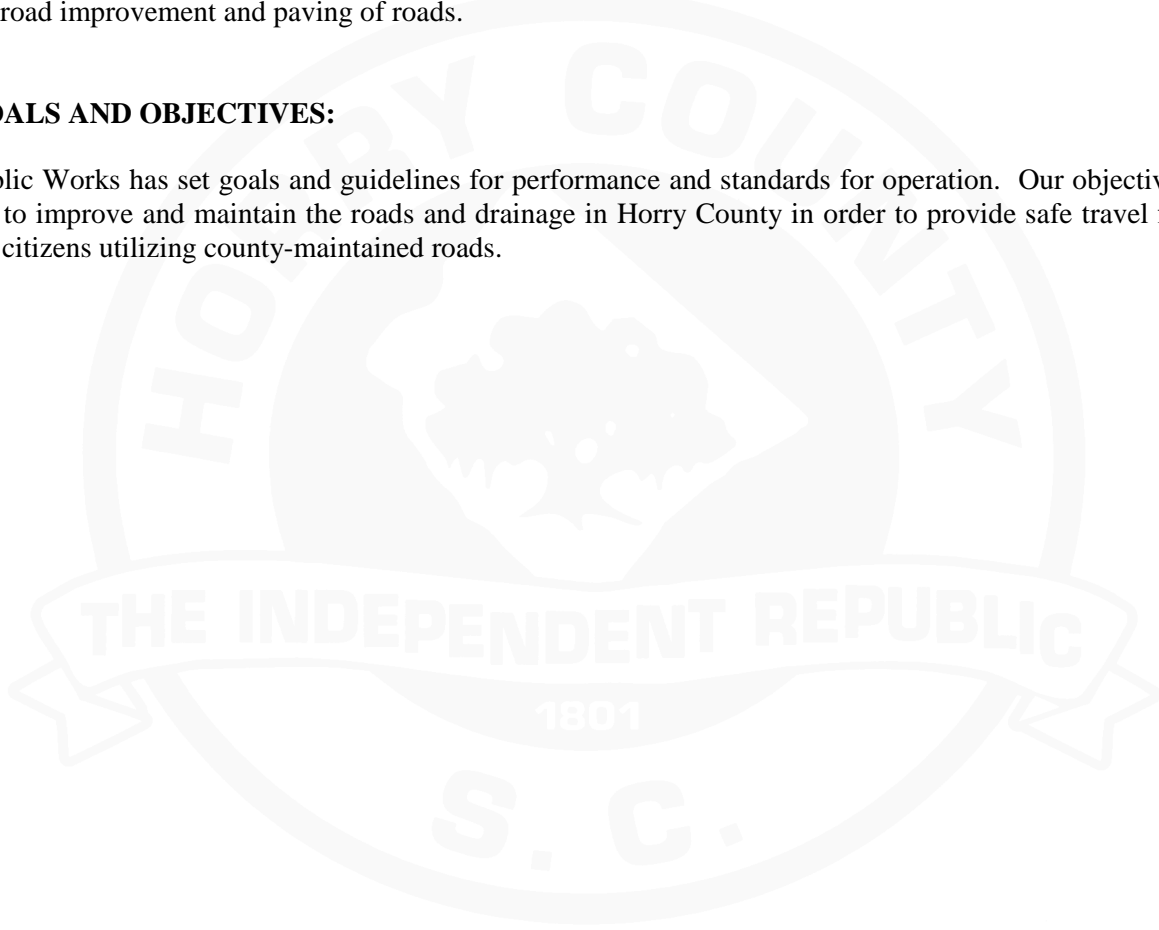 road improvement and paving of roads.
OALS AND OBJECTIVES:
blic Works has set goals and guidelines for performance and standards for operation. Our objectiv
to improve and maintain the roads and drainage in Horry County in order to provide safe travel f
citizens utilizing county-maintained roads.
HORRY COUNTY
THE INDEPENDENT REPUBLIC
1801
S. C.